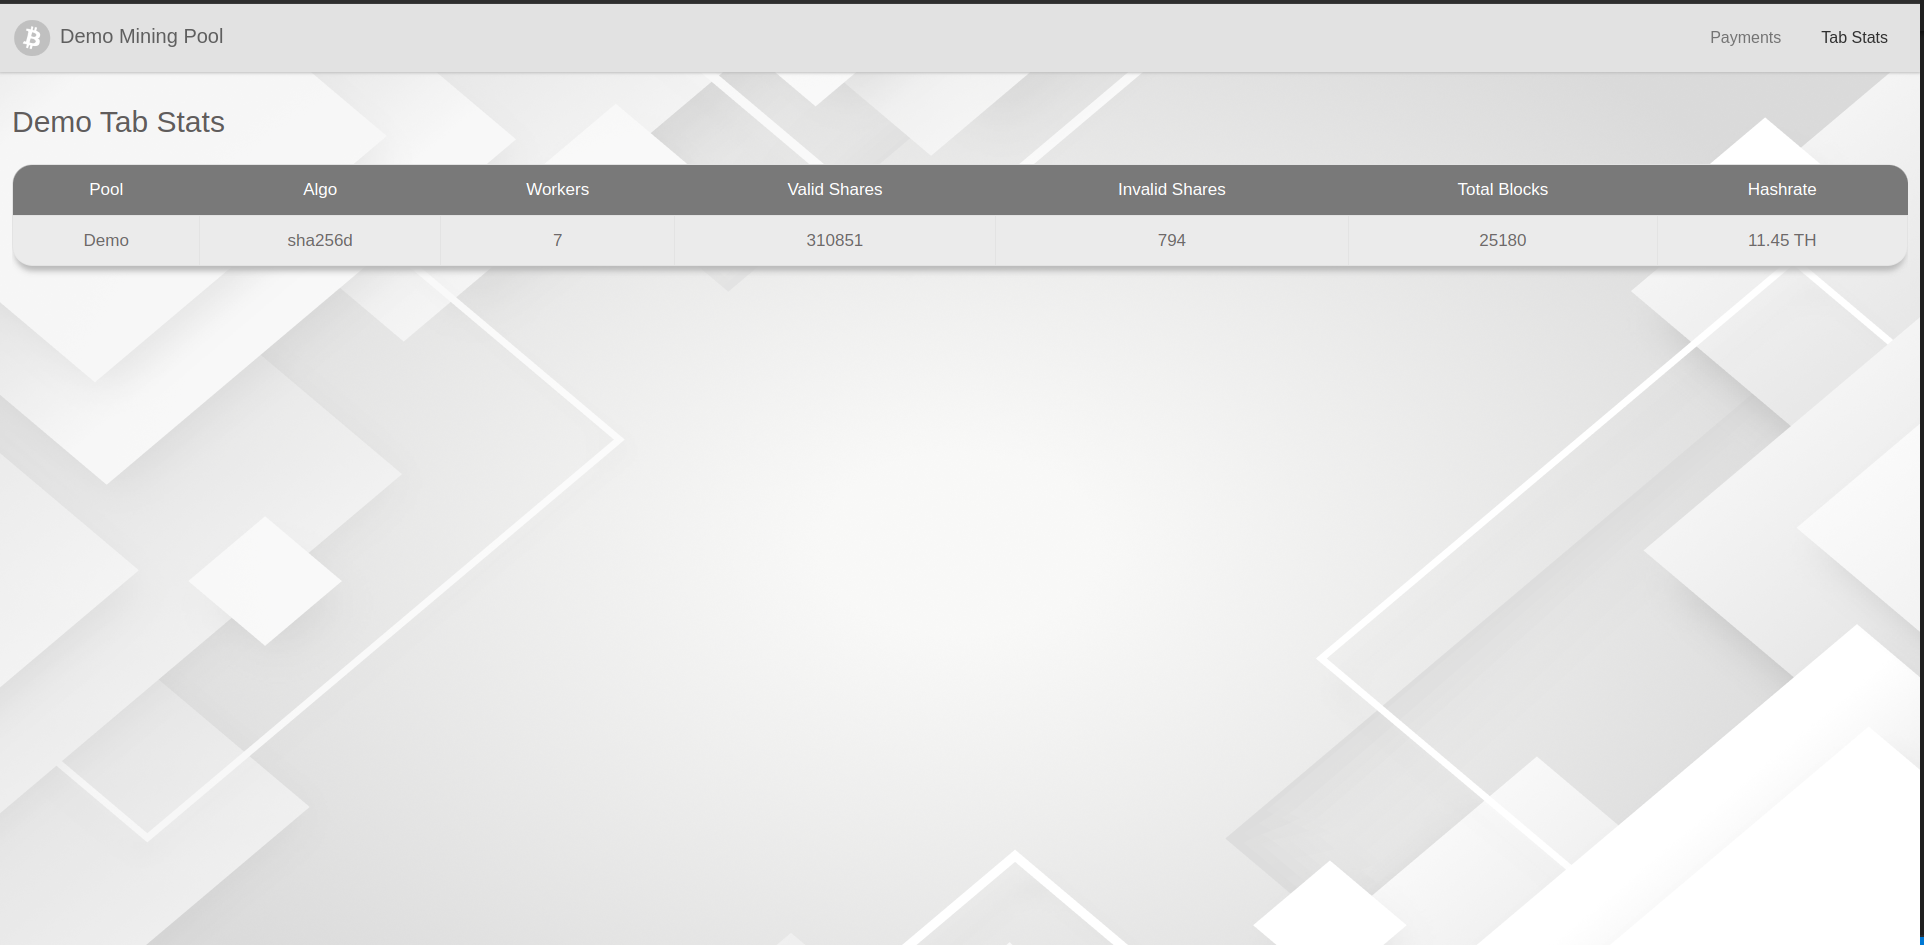 Demo Mining Pool
Payments Tab Stats
Demo Tab Stats
Pool Algo Workers Valid Shares Invalid Shares Total Blocks Hashrate
Demo sha256d 7 310851 794 25180 11.45 TH